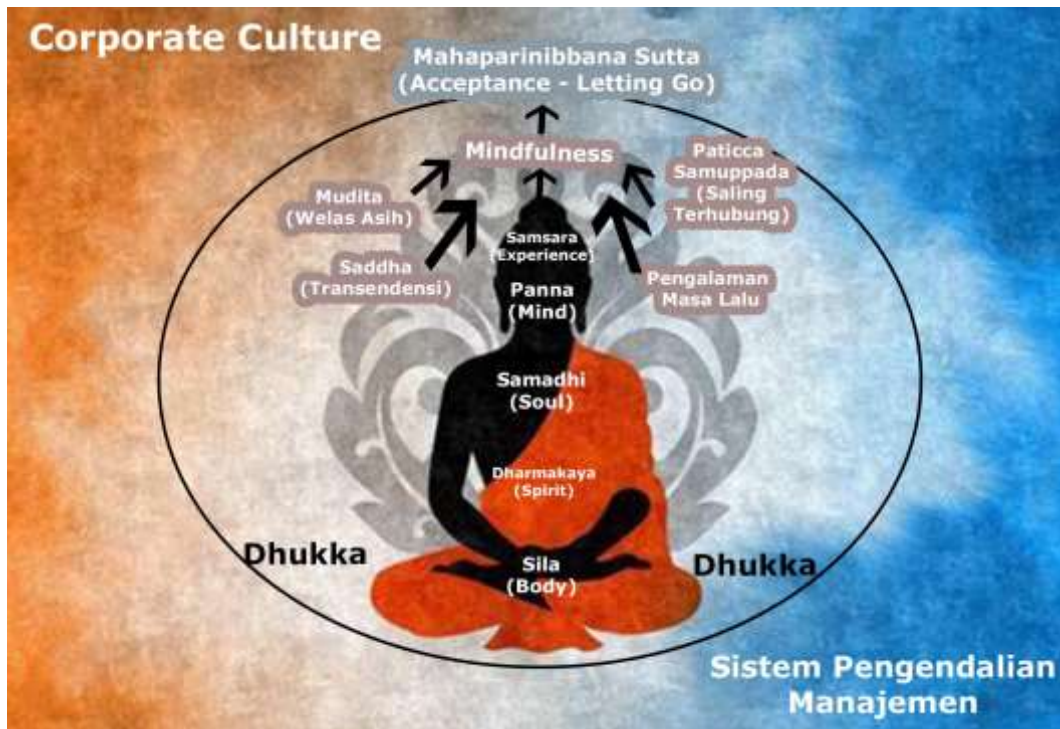 Corporate Culture
Mahaparinibbana Sutta
(Acceptance - Letting Go)
Mindfulness
Mudita
(Welas Asih)
Paticca
Samuppada
(Saling
Terhubung)
Saddha
(Transendensi)
Samsara
(Experience)
Pengalaman
Masa Lalu
Panna
(Mind)
Samadhi
(Soul)
Dharmakaya
(Spirit)
Dhukka
Sila
(Body)
Dhukka
Sistem Pengendalian
Manajemen